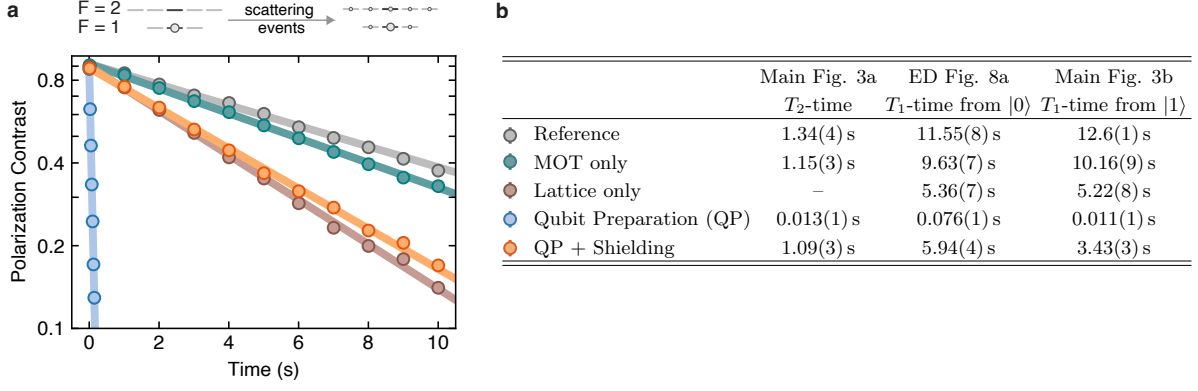 a
F = 2
F = 1
scattering
events
Polarization Contrast
0.8
0.4
0.2
0.1
0 2 4 6 8 10
Time (s)
b
Main Fig. 3a ED Fig. 8a Main Fig. 3b
T₂-time T₁-time from |0⟩ T₁-time from |1⟩
Reference 1.34(4) s 11.55(8) s 12.6(1) s
MOT only 1.15(3) s 9.63(7) s 10.16(9) s
Lattice only – 5.36(7) s 5.22(8) s
Qubit Preparation (QP) 0.013(1) s 0.076(1) s 0.011(1) s
QP + Shielding 1.09(3) s 5.94(4) s 3.43(3) s